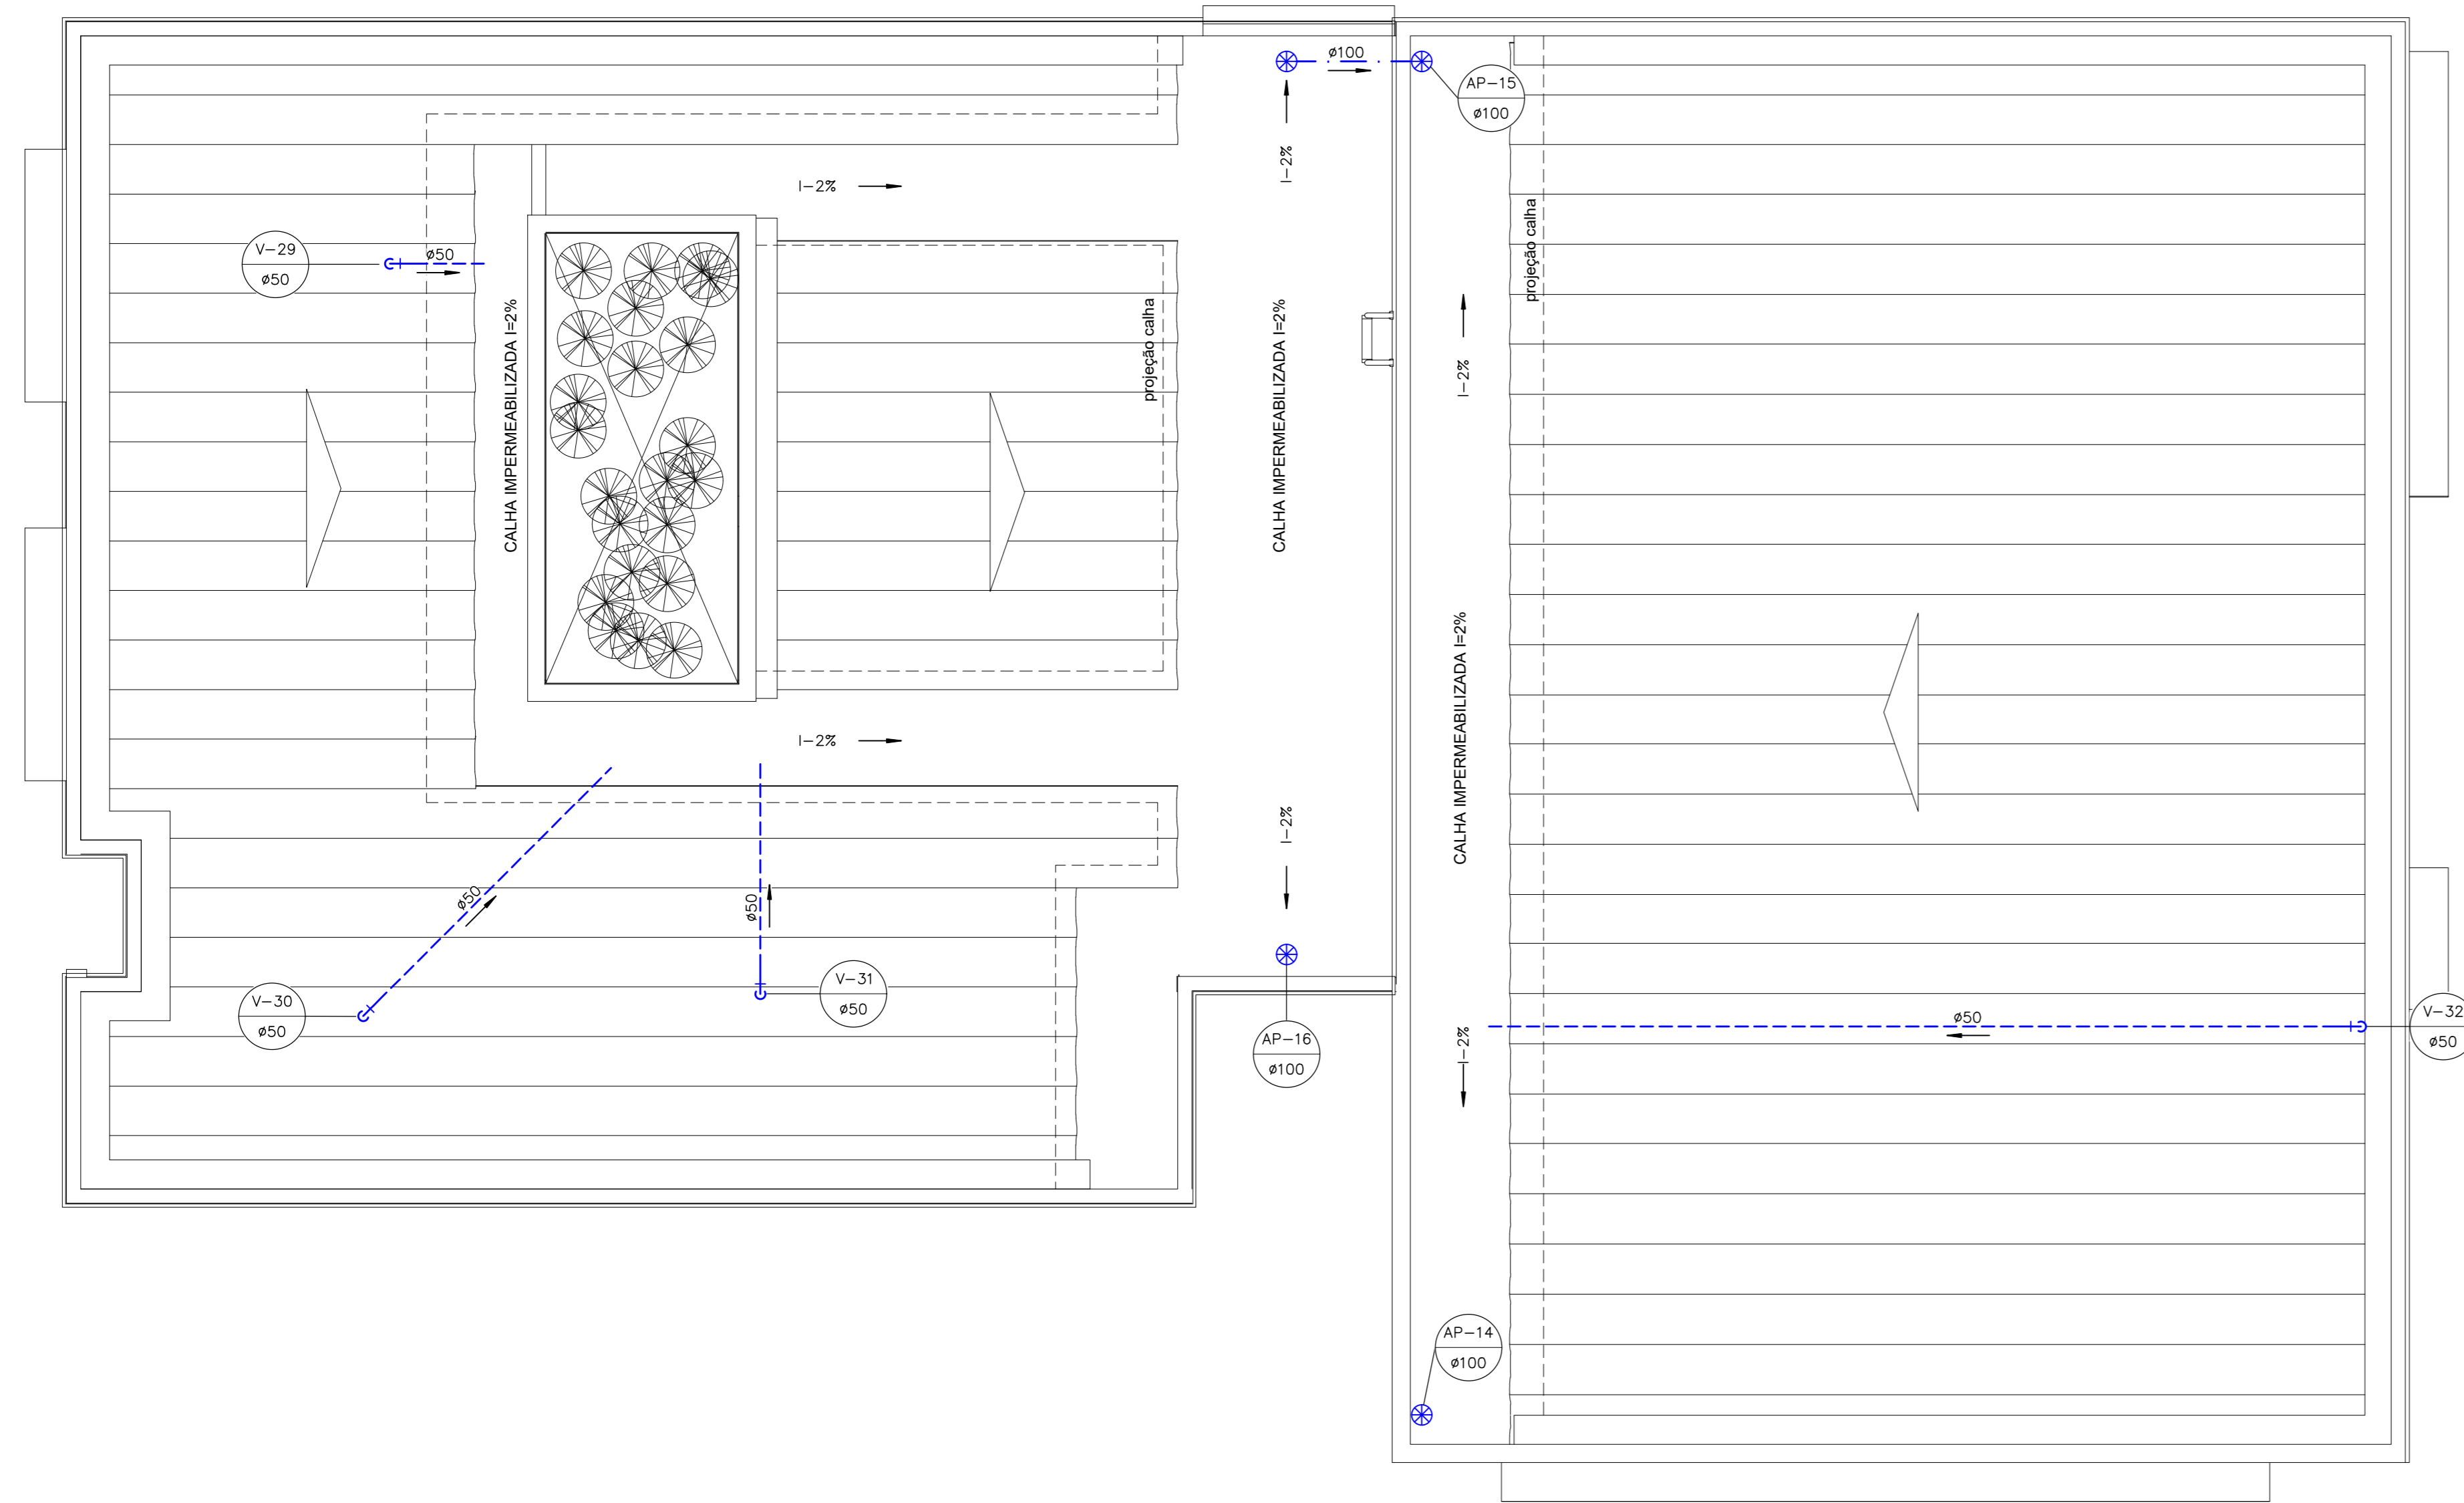 ø100
AP-15
ø100
I-2%
I-2%
V-29
ø50
ø50
projeção calha
CALHA IMPERMEABILIZADA I=2%
projeção calha
CALHA IMPERMEABILIZADA I=2%
I-2%
CALHA IMPERMEABILIZADA I=2%
I-2%
I-2%
ø50
ø50
V-30
ø50
V-31
ø50
AP-16
ø100
I-2%
ø50
V-32
ø50
AP-14
ø100